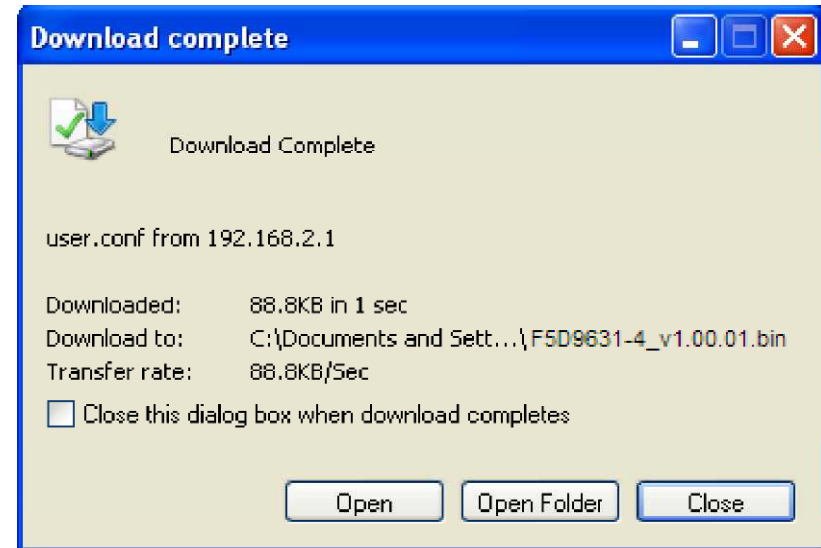 Download complete
Download Complete
user.conf from 192.168.2.1
Downloaded: 88.8KB in 1 sec
Download to: C:\Documents and Sett...\F5D9631-4_v1.00.01.bin
Transfer rate: 88.8KB/Sec
Close this dialog box when download completes
Open Open Folder Close